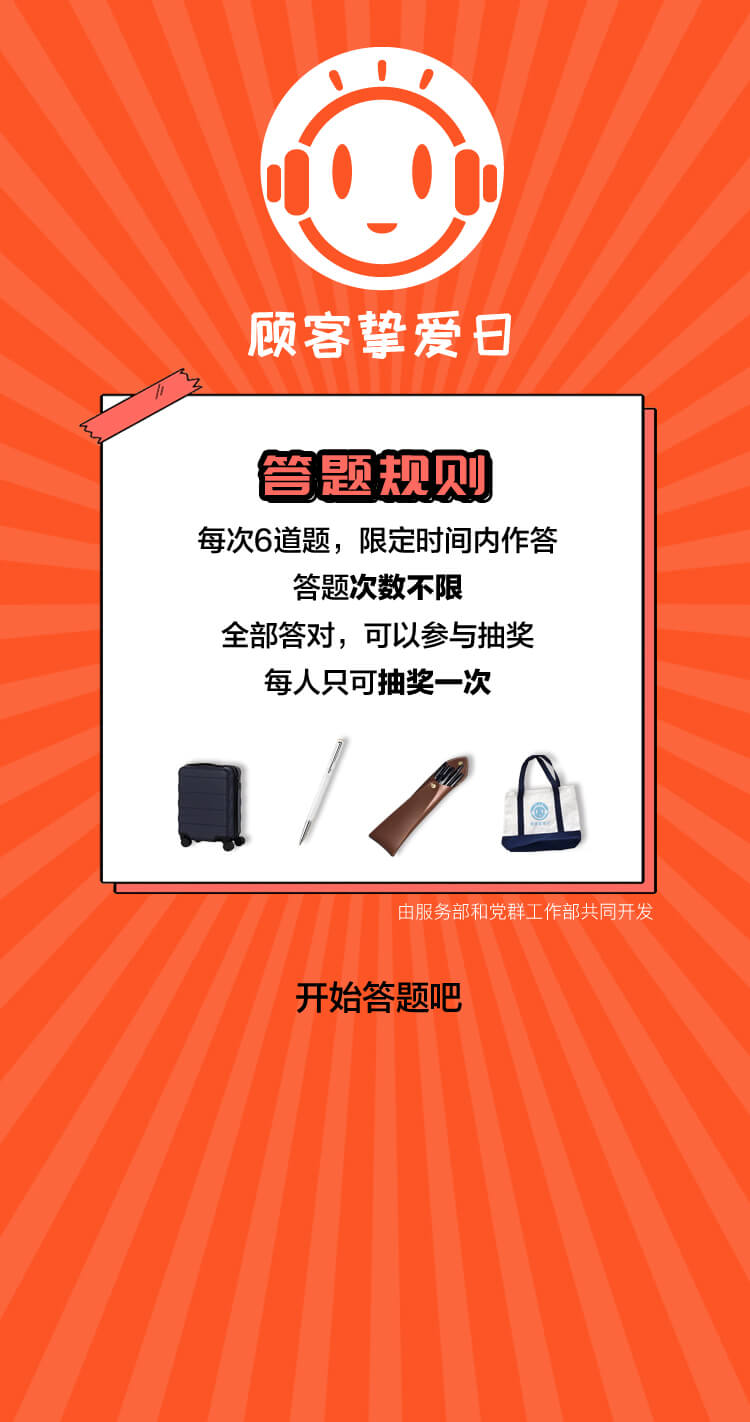 顾客挚爱日
答题规则
每次6道题，限定时间内作答
答题次数不限
全部答对，可以参与抽奖
每人只可抽奖一次
由服务部和党群工作部共同开发
开始答题吧